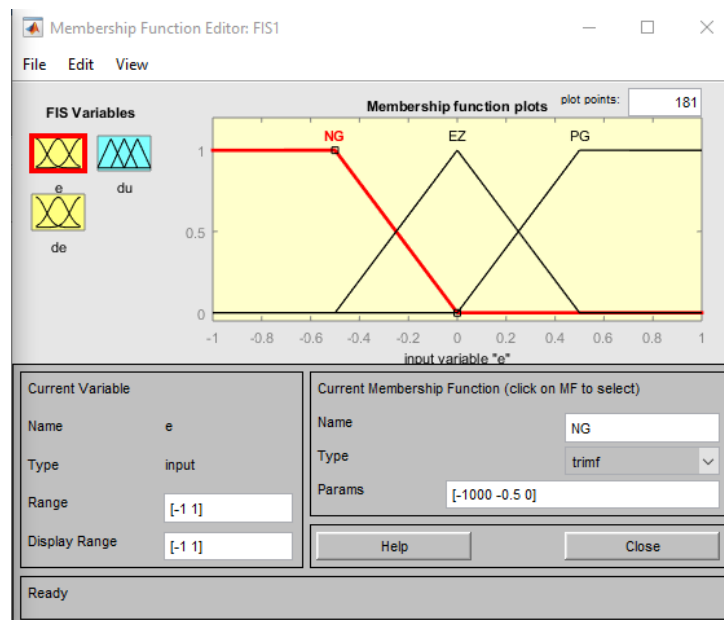 Membership Function Editor: FIS1
File Edit View
FIS Variables
e
du
de
Membership function plots
plot points:
181
NG
EZ
PG
1
0.5
0
-1 -0.8 -0.6 -0.4 -0.2 0 0.2 0.4 0.6 0.8 1
input variable "e"
Current Variable
Name e
Type input
Range [-1 1]
Display Range [-1 1]
Current Membership Function (click on MF to select)
Name NG
Type trimf
Params [-1000 -0.5 0]
Help
Close
Ready